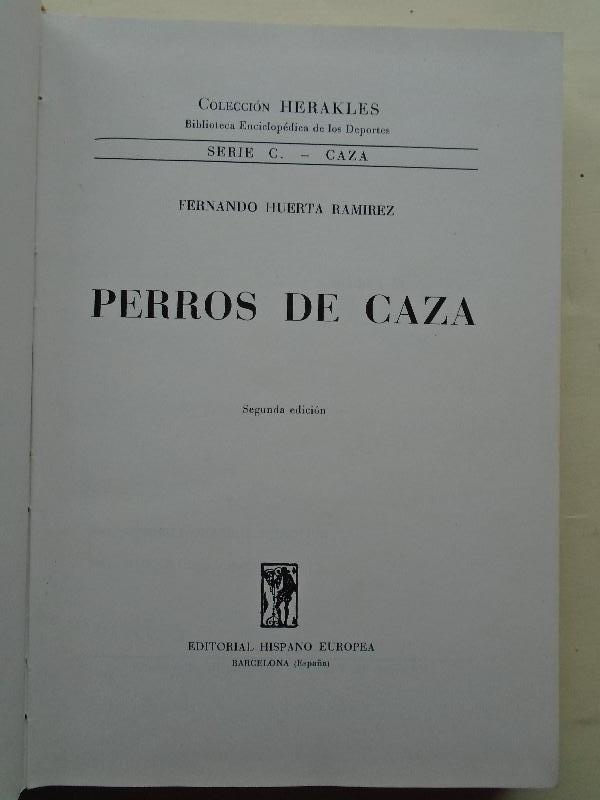 COLECCIÓN HERAKLES
Biblioteca Enciclopédica de los Deportes
SERIE C. – CAZA
FERNANDO HUERTA RAMIREZ
PERROS DE CAZA
Segunda edición
EDITORIAL HISPANO EUROPEA
BARCELONA (España)